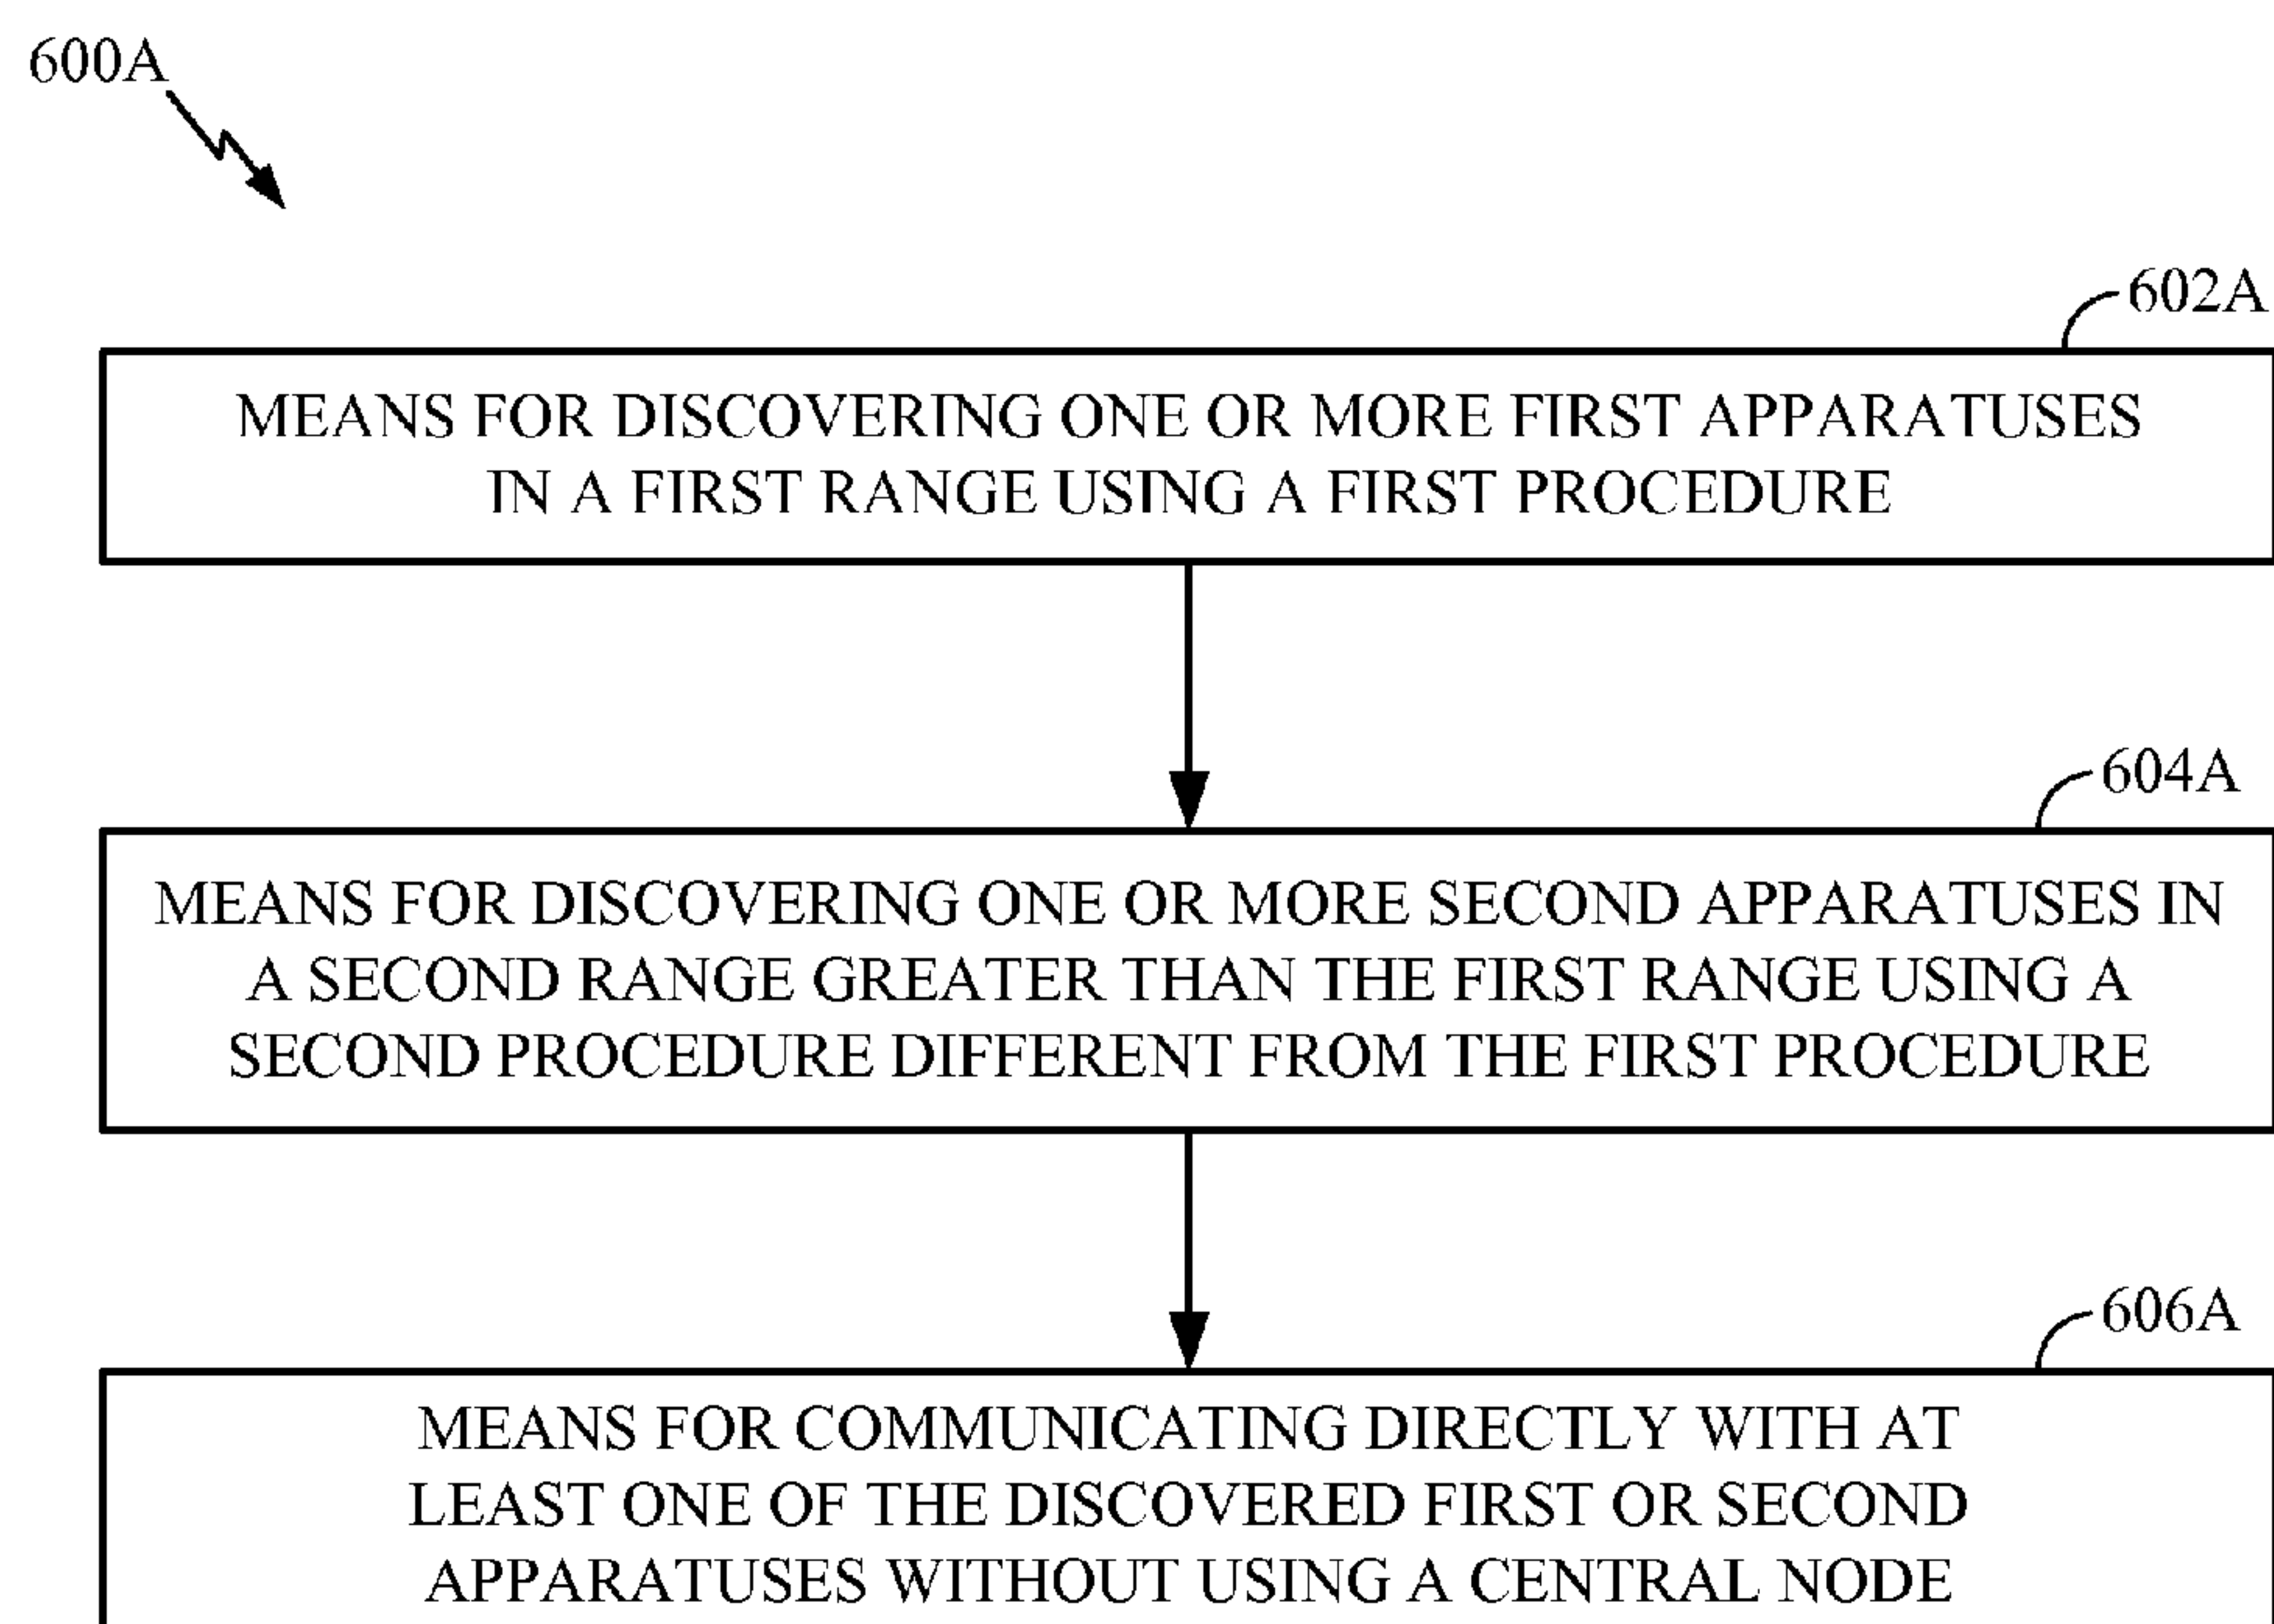 600A
602A
MEANS FOR DISCOVERING ONE OR MORE FIRST APPARATUSES
IN A FIRST RANGE USING A FIRST PROCEDURE
604A
MEANS FOR DISCOVERING ONE OR MORE SECOND APPARATUSES IN
A SECOND RANGE GREATER THAN THE FIRST RANGE USING A
SECOND PROCEDURE DIFFERENT FROM THE FIRST PROCEDURE
606A
MEANS FOR COMMUNICATING DIRECTLY WITH AT
LEAST ONE OF THE DISCOVERED FIRST OR SECOND
APPARATUSES WITHOUT USING A CENTRAL NODE